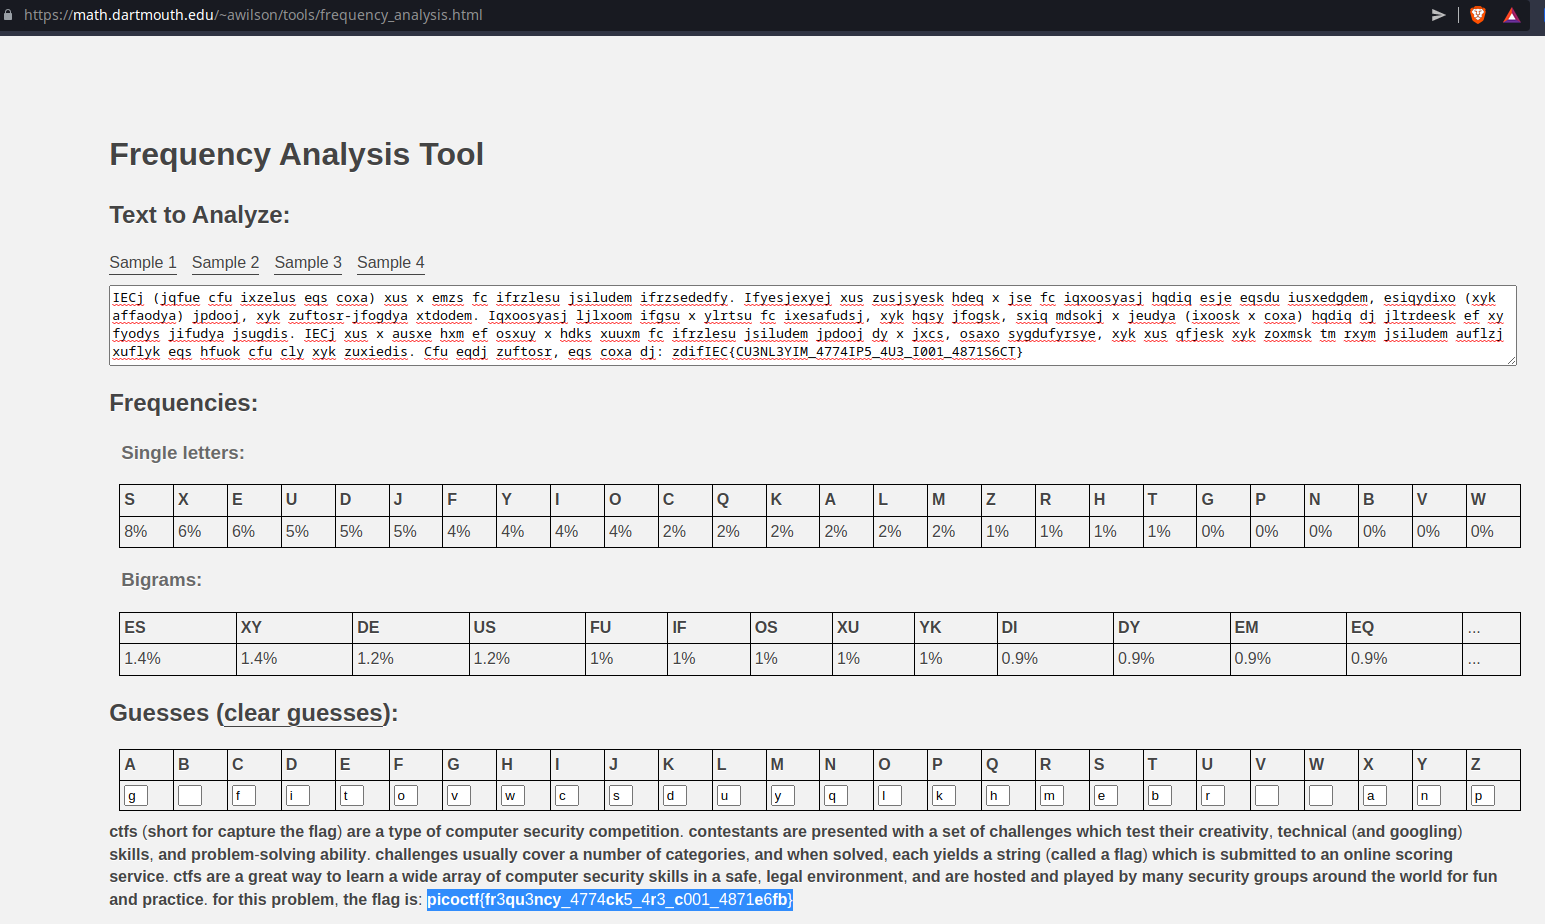 https://math.dartmouth.edu/~awilson/tools/frequency_analysis.html
Frequency Analysis Tool
Text to Analyze:
Sample 1 Sample 2 Sample 3 Sample 4
IECj (jqfue cfu ixzelus eqs coxa) xus x emzs fc ifrzlesu jsiludem ifrzsededfy. Ifyesjexyej xus zusjsyesk hdeq x jse fc iqxoosyasj hqdiq esje eqsdu iusxedgdem, esiqydixo (xyk
affaodya) jpdooj, xyk zuftosr-jfogdya xtdodem. Iqxoosyasj ljlxoom ifgsu x ylrtsu fc ixesafudsj, xyk hqsy jfogsk, sxiq mdsokj x jeudya (ixoosk x coxa) hqdiq dj jltrdeesk ef xy
fyodys jifudya jsugdis. IECj xus x ausxe hxm ef osxuy x hdks xuuxm fc ifrzlesu jsiludem jpdooj dy x jxcs, osaxo sygdufyrsye, xyk xus qfjesk xyk zoxmsk tm rxym jsiludem auflzj
xuflyk eqs hfuok cfu cly xyk zuxiedis. Cfu eqdj zuftosr, eqs coxa dj: zdifIEC{CU3NL3YIM_4774IP5_4U3_I001_4871S6CT}
Frequencies:
Single letters:
S X E U D J F Y I O C Q K A L M Z R H T G P N B V W
8% 6% 6% 5% 5% 5% 4% 4% 4% 4% 2% 2% 2% 2% 2% 2% 1% 1% 1% 1% 0% 0% 0% 0% 0% 0%
Bigrams:
ES XY DE US FU IF OS XU YK DI DY EM EQ ...
1.4% 1.4% 1.2% 1.2% 1% 1% 1% 1% 1% 0.9% 0.9% 0.9% 0.9% ...
Guesses (clear guesses):
A B C D E F G H I J K L M N O P Q R S T U V W X Y Z
g f i t o v w c s d u y q l k h m e b r a n p
ctfs (short for capture the flag) are a type of computer security competition. contestants are presented with a set of challenges which test their creativity, technical (and googling)
skills, and problem-solving ability. challenges usually cover a number of categories, and when solved, each yields a string (called a flag) which is submitted to an online scoring
service. ctfs are a great way to learn a wide array of computer security skills in a safe, legal environment, and are hosted and played by many security groups around the world for fun
and practice. for this problem, the flag is: picoctf{fr3qu3ncy_4774ck5_4r3_c001_4871e6fb}